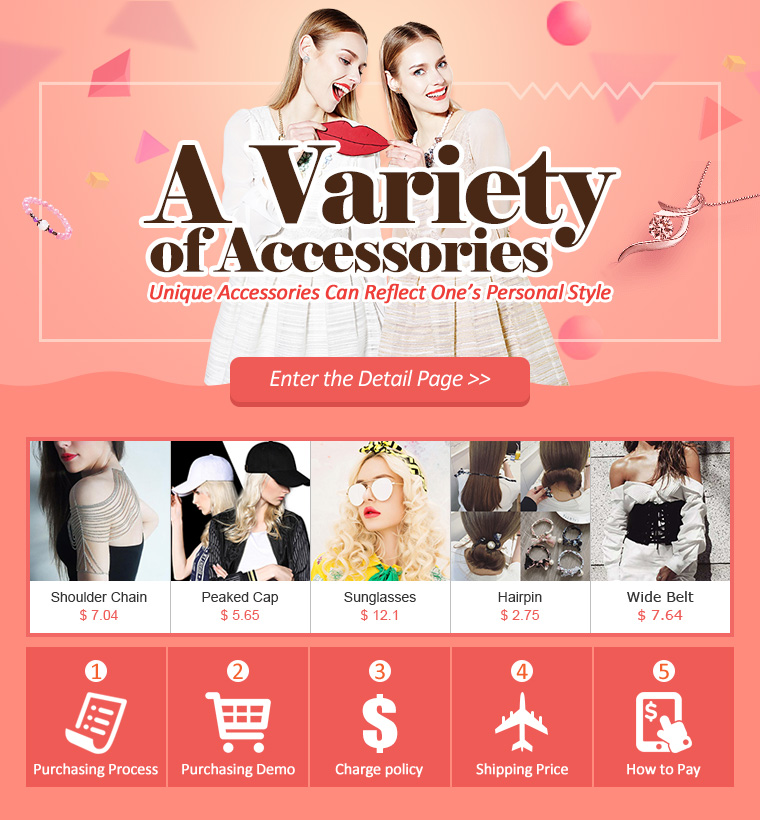 A Variety
of Accessories
Unique Accessories Can Reflect One's Personal Style
Enter the Detail Page >>
Shoulder Chain
$ 7.04
Peaked Cap
$ 5.65
Sunglasses
$ 12.1
Hairpin
$ 2.75
Wide Belt
$ 7.64
1
Purchasing Process
2
Purchasing Demo
3
$
Charge policy
4
Shipping Price
5
$
How to Pay